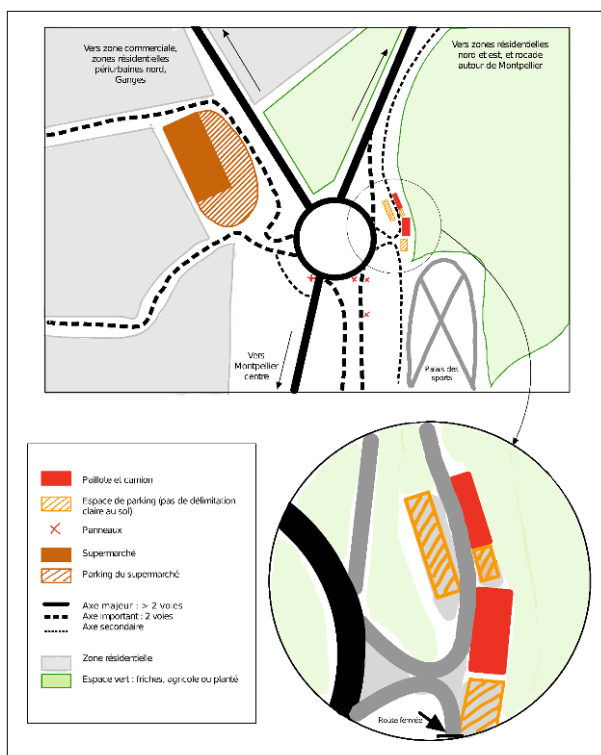 Vers zone commerciale,
zones résidentielles
périurbaines nord,
Ganges
Vers zones résidentielles
nord et est, et rocade
autour de Montpellier
Vers
Montpellier
centre
Palais des
sports
Paillote et camion
Espace de parking (pas de délimitation
claire au sol)
Panneaux
Supermarché
Parking du supermarché
Axe majeur : > 2 voies
Axe important : 2 voies
Axe secondaire
Zone résidentielle
Espace vert : friches, agricole ou planté
Route fermée